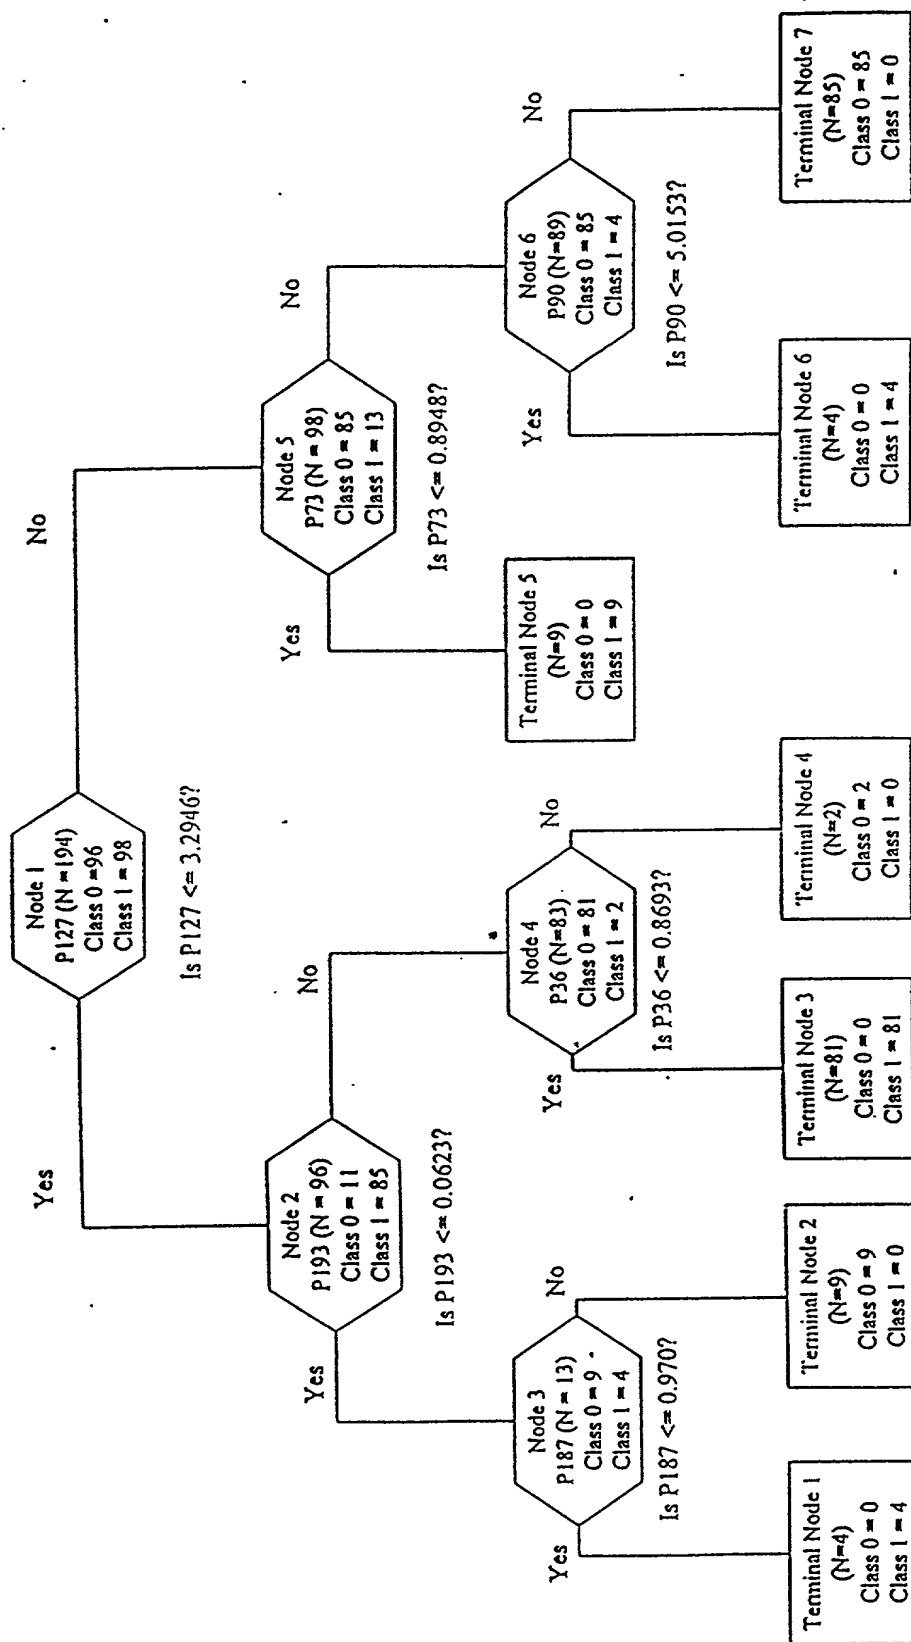 Node 1
P127 (N =194)
Class 0 =96
Class 1 = 98
Is P127 <= 3.2946?
Yes
No
Node 2
P193 (N = 96)
Class 0 = 11
Class 1 = 85
Is P193 <= 0.0623?
Yes
No
Node 5
P73 (N = 98)
Class 0 = 85
Class 1 = 13
Is P73 <= 0.8948?
Yes
No
Node 3
P187 (N = 13)
Class 0 = 9
Class 1 = 4
Is P187 <= 0.970?
Yes
No
Node 4
P36 (N=83)
Class 0 = 81
Class 1 = 2
Is P36 <= 0.8693?
Yes
No
Terminal Node 5
(N=9)
Class 0 = 0
Class 1 = 9
Node 6
P90 (N=89)
Class 0 = 85
Class 1 = 4
Is P90 <= 5.0153?
Yes
No
Terminal Node 1
(N=4)
Class 0 = 0
Class 1 = 4
Terminal Node 2
(N=9)
Class 0 = 9
Class 1 = 0
Terminal Node 3
(N=81)
Class 0 = 0
Class 1 = 81
Terminal Node 4
(N=2)
Class 0 = 2
Class 1 = 0
Terminal Node 6
(N=4)
Class 0 = 0
Class 1 = 4
Terminal Node 7
(N=85)
Class 0 = 85
Class 1 = 0